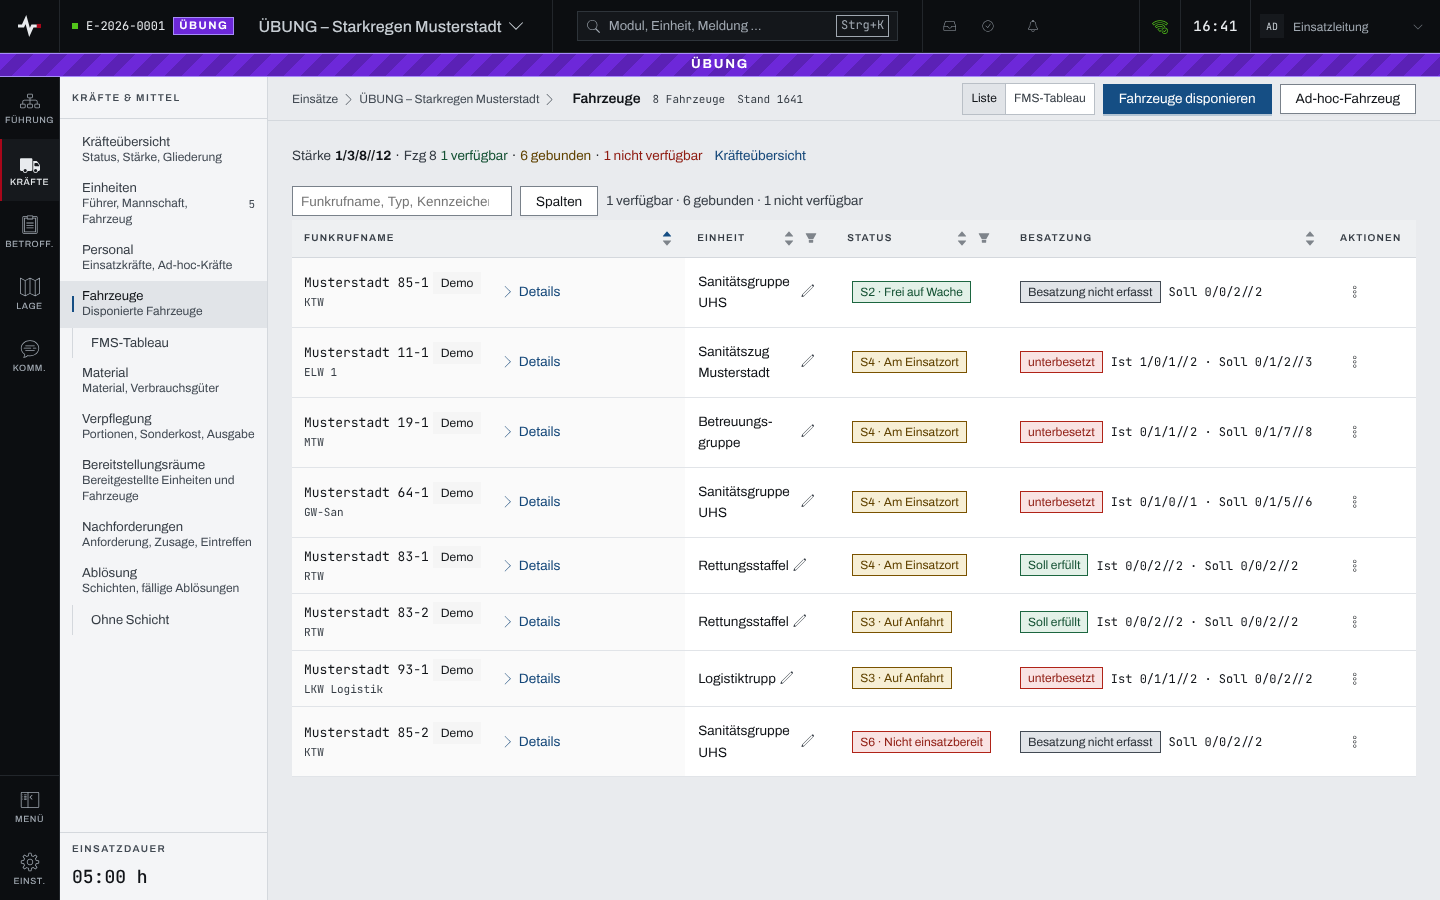 E-2026-0001 ÜBUNG ÜBUNG – Starkregen Musterstadt Modul, Einheit, Meldung ... Strg+K 16:41 AD Einsatzleitung
ÜBUNG
FÜHRUNG
KRÄFTE
BETROFF.
LAGE
KOMM.
MENÜ
EINST.
KRÄFTE & MITTEL
Kräfteübersicht
Status, Stärke, Gliederung
Einheiten
Führer, Mannschaft,
Fahrzeug
5
Personal
Einsatzkräfte, Ad-hoc-Kräfte
Fahrzeuge
Disponierte Fahrzeuge
FMS-Tableau
Material
Material, Verbrauchsgüter
Verpflegung
Portionen, Sonderkost, Ausgabe
Bereitstellungsräume
Bereitgestellte Einheiten und
Fahrzeuge
Nachforderungen
Anforderung, Zusage, Eintreffen
Ablösung
Schichten, fällige Ablösungen
Ohne Schicht
EINSATZDAUER
05:00 h
Einsätze ÜBUNG – Starkregen Musterstadt Fahrzeuge 8 Fahrzeuge Stand 1641 Liste FMS-Tableau Fahrzeuge disponieren Ad-hoc-Fahrzeug
Stärke 1/3/8//12 · Fzg 8 1 verfügbar · 6 gebunden · 1 nicht verfügbar Kräfteübersicht
Funkrufname, Typ, Kennzeicher Spalten 1 verfügbar · 6 gebunden · 1 nicht verfügbar
FUNKRUFNAME EINHEIT STATUS BESATZUNG AKTIONEN
Musterstadt 85-1 Demo
KTW
Details
Sanitätsgruppe
UHS
S2 · Frei auf Wache
Besatzung nicht erfasst Soll 0/0/2//2
Musterstadt 11-1 Demo
ELW 1
Details
Sanitätszug
Musterstadt
S4 · Am Einsatzort
unterbesetzt Ist 1/0/1//2 · Soll 0/1/2//3
Musterstadt 19-1 Demo
MTW
Details
Betreuungs-
gruppe
S4 · Am Einsatzort
unterbesetzt Ist 0/1/1//2 · Soll 0/1/7//8
Musterstadt 64-1 Demo
GW-San
Details
Sanitätsgruppe
UHS
S4 · Am Einsatzort
unterbesetzt Ist 0/1/0//1 · Soll 0/1/5//6
Musterstadt 83-1 Demo
RTW
Details
Rettungsstaffel
S4 · Am Einsatzort
Soll erfüllt Ist 0/0/2//2 · Soll 0/0/2//2
Musterstadt 83-2 Demo
RTW
Details
Rettungsstaffel
S3 · Auf Anfahrt
Soll erfüllt Ist 0/0/2//2 · Soll 0/0/2//2
Musterstadt 93-1 Demo
LKW Logistik
Details
Logistiktrupp
S3 · Auf Anfahrt
unterbesetzt Ist 0/1/1//2 · Soll 0/0/2//2
Musterstadt 85-2 Demo
KTW
Details
Sanitätsgruppe
UHS
S6 · Nicht einsatzbereit
Besatzung nicht erfasst Soll 0/0/2//2